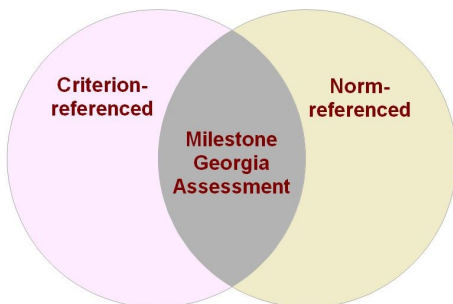 Criterion-
referenced
Norm-
referenced
Milestone
Georgia
Assessment